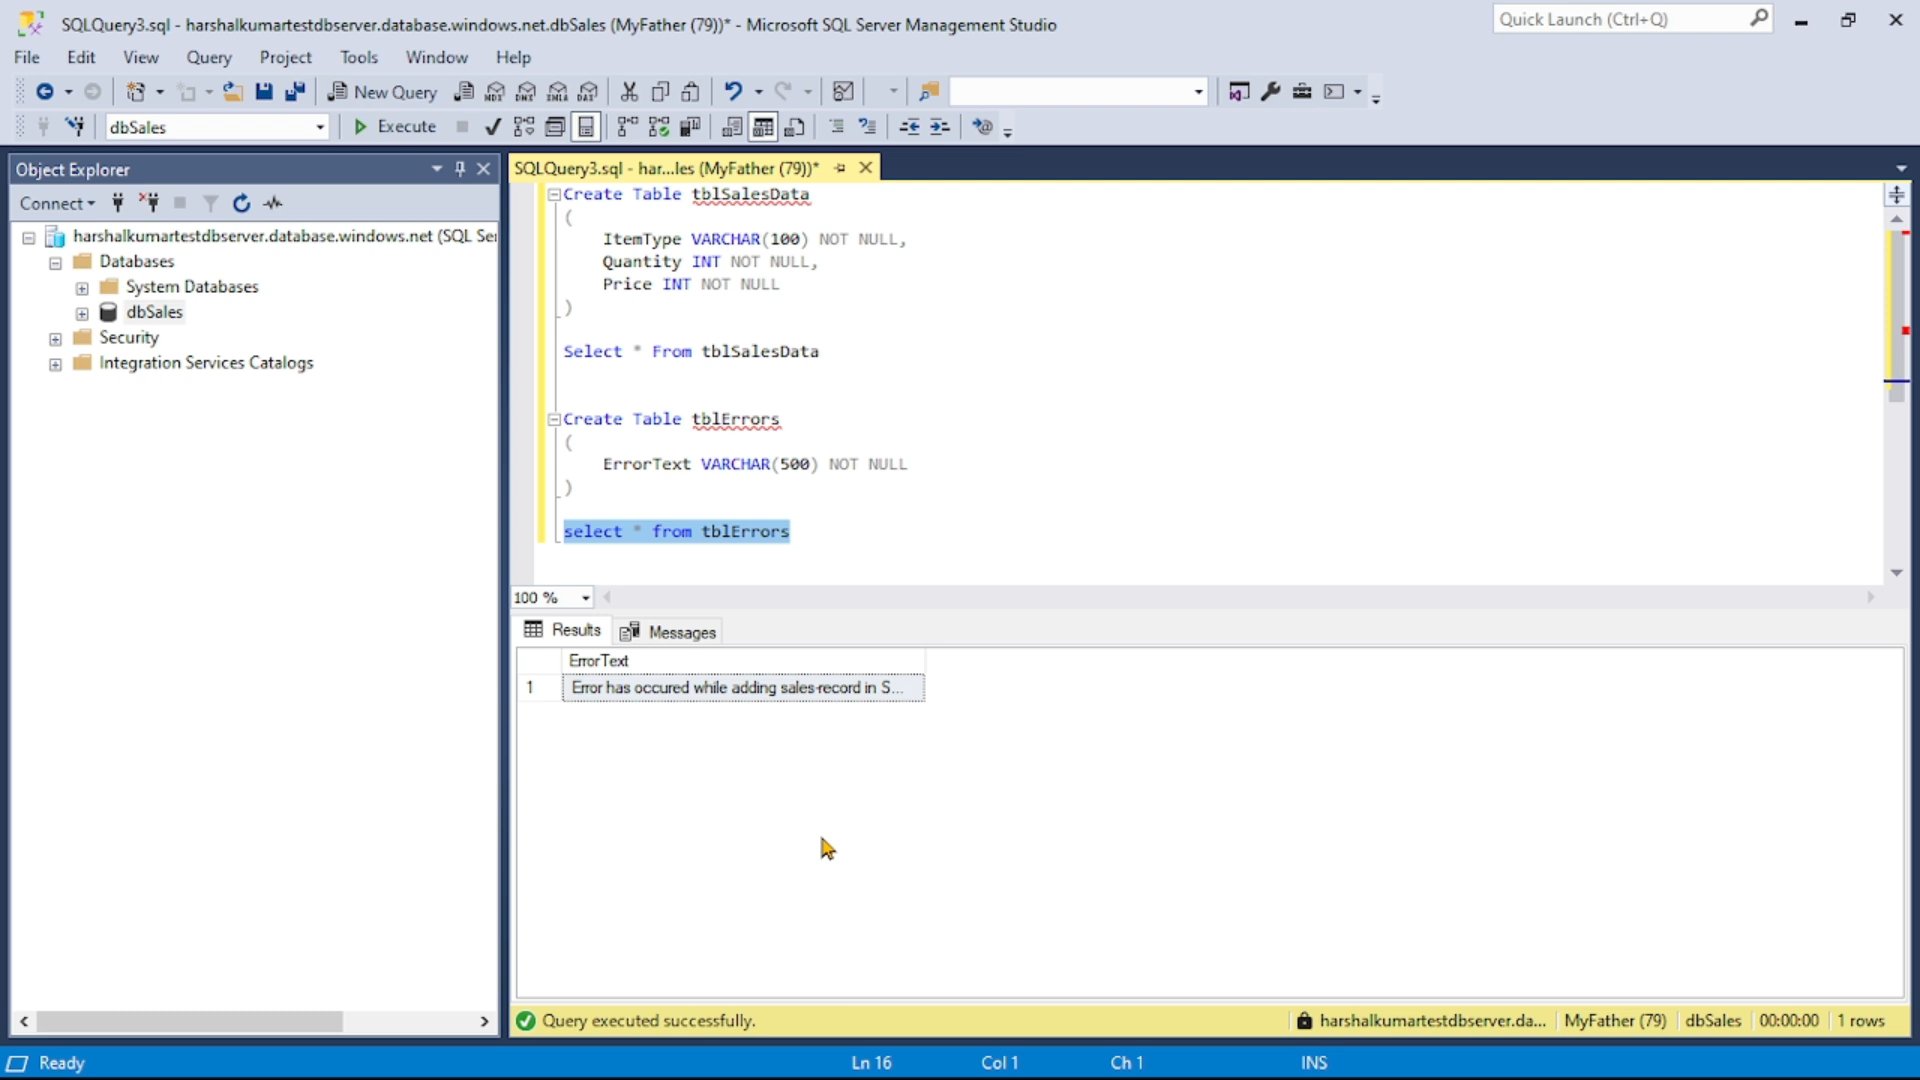 SQLQuery3.sql - harshalkumartestdbserver.database.windows.net.dbSales (MyFather (79))* - Microsoft SQL Server Management Studio
Quick Launch (Ctrl+Q)
File Edit View Query Project Tools Window Help
New Query MDX DMX XMLA DAX
dbSales Execute
Object Explorer
Connect
harshalkumartestdbserver.database.windows.net (SQL Ser
Databases
System Databases
dbSales
Security
Integration Services Catalogs
SQLQuery3.sql - har...les (MyFather (79))*
Create Table tblSalesData
(
ItemType VARCHAR(100) NOT NULL,
Quantity INT NOT NULL,
Price INT NOT NULL
)
Select * From tblSalesData
Create Table tblErrors
(
ErrorText VARCHAR(500) NOT NULL
)
select * from tblErrors
100 %
Results Messages
ErrorText
1 Error has occured while adding sales-record in S...
Query executed successfully. harshalkumartestdbserver.da... MyFather (79) dbSales 00:00:00 1 rows
Ready Ln 16 Col 1 Ch 1 INS